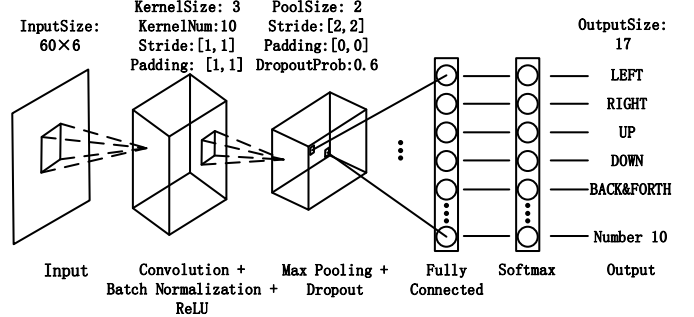 InputSize:
60×6
KernelSize: 3
KernelNum:10
Stride:[1,1]
Padding: [1,1]
PoolSize: 2
Stride:[2,2]
Padding:[0,0]
DropoutProb:0.6
OutputSize:
17
LEFT
RIGHT
UP
DOWN
BACK&FORTH
Number 10
Input
Convolution +
Batch Normalization +
ReLU
Max Pooling +
Dropout
Fully
Connected
Softmax
Output